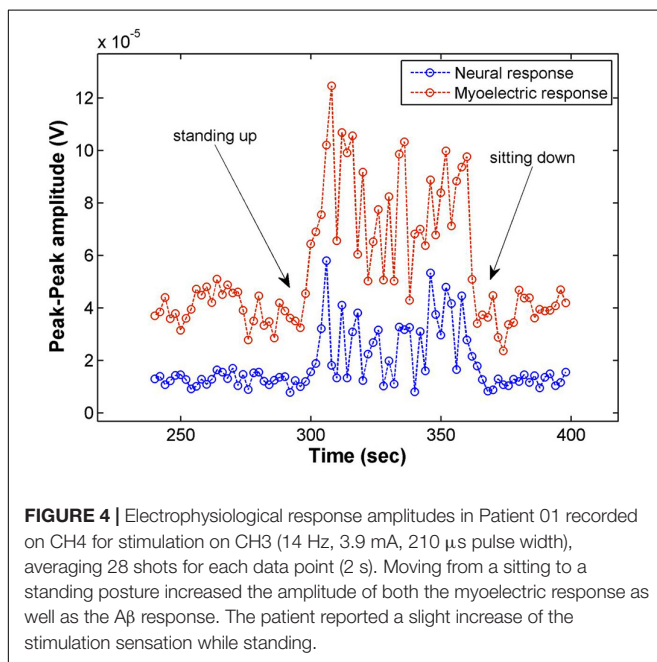 x 10⁻⁵
Neural response
Myoelectric response
12
10
8
6
4
2
0
Peak-Peak amplitude (V)
standing up
sitting down
250 300 350 400
Time (sec)
FIGURE 4 | Electrophysiological response amplitudes in Patient 01 recorded
on CH4 for stimulation on CH3 (14 Hz, 3.9 mA, 210 μs pulse width),
averaging 28 shots for each data point (2 s). Moving from a sitting to a
standing posture increased the amplitude of both the myoelectric response as
well as the Aβ response. The patient reported a slight increase of the
stimulation sensation while standing.